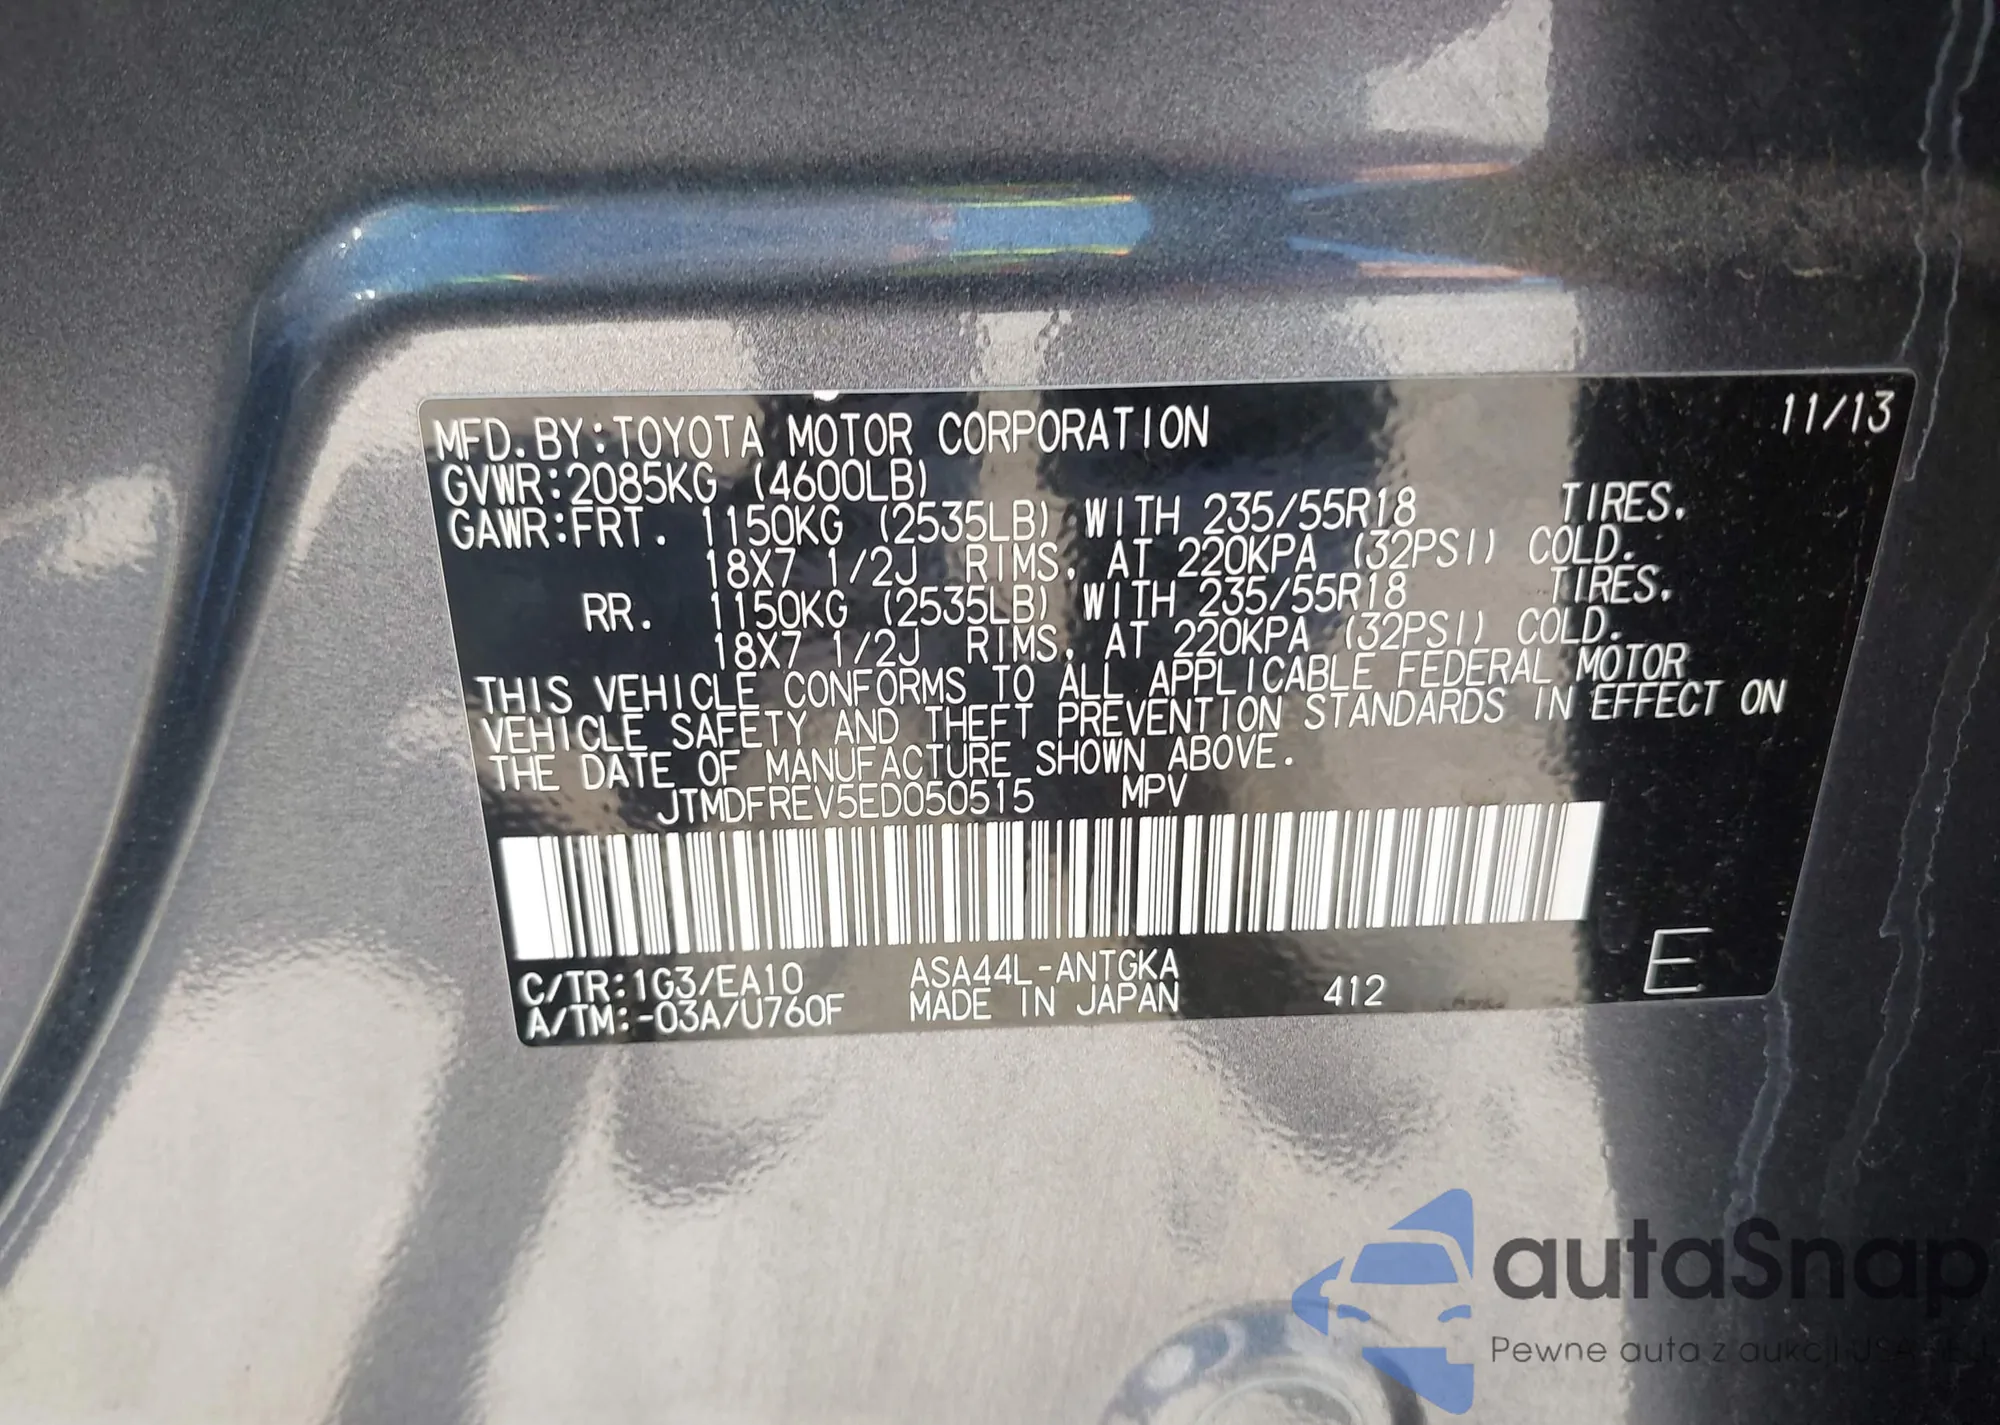 11/13
MFD.BY:TOYOTA MOTOR CORPORATION
GVWR:2085KG (4600LB)
GAWR:FRT. 1150KG (2535LB) WITH 235/55R18 TIRES.
18X7 1/2J RIMS, AT 220KPA (32PSI) COLD.
RR. 1150KG (2535LB) WITH 235/55R18 TIRES.
18X7 1/2J RIMS, AT 220KPA (32PSI) COLD.
THIS VEHICLE CONFORMS TO ALL APPLICABLE FEDERAL MOTOR
VEHICLE SAFETY AND THEFT PREVENTION STANDARDS IN EFFECT ON
THE DATE OF MANUFACTURE SHOWN ABOVE.
JTMDFREV5ED050515 MPV
C/TR:1G3/EA10 ASA44L-ANTGKA
A/TM:-03A/U760F MADE IN JAPAN 412 E
autaSnap
Pewne auta z aukcji